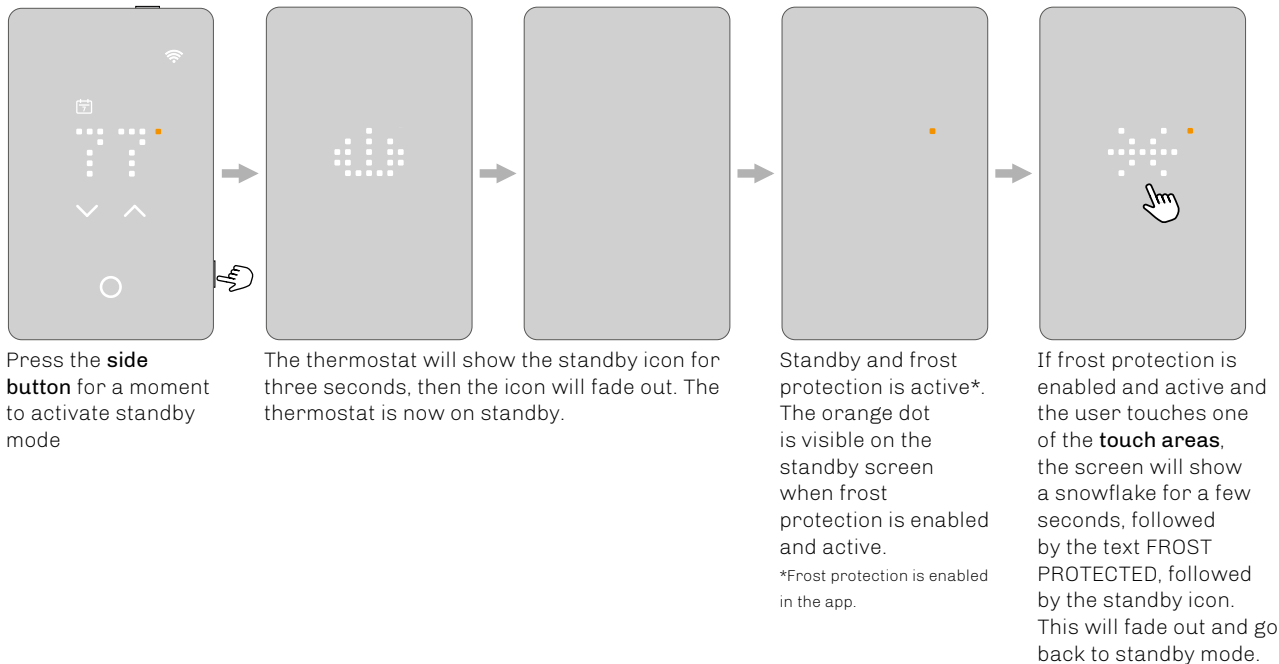 7
77
Press the side
button for a moment
to activate standby
mode
The thermostat will show the standby icon for
three seconds, then the icon will fade out. The
thermostat is now on standby.
Standby and frost
protection is active*.
The orange dot
is visible on the
standby screen
when frost
protection is enabled
and active.
*Frost protection is enabled
in the app.
If frost protection is
enabled and active and
the user touches one
of the touch areas,
the screen will show
a snowflake for a few
seconds, followed
by the text FROST
PROTECTED, followed
by the standby icon.
This will fade out and go
back to standby mode.